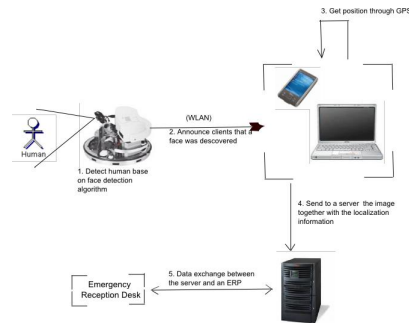 3. Get position through GPS
(WLAN)
2. Announce clients that a
face was descovered
Human
1. Detect human base
on face detection
algorithm
4. Send to a server the image
together with the localization
information
5. Data exchange between
the server and an ERP
Emergency
Reception Desk